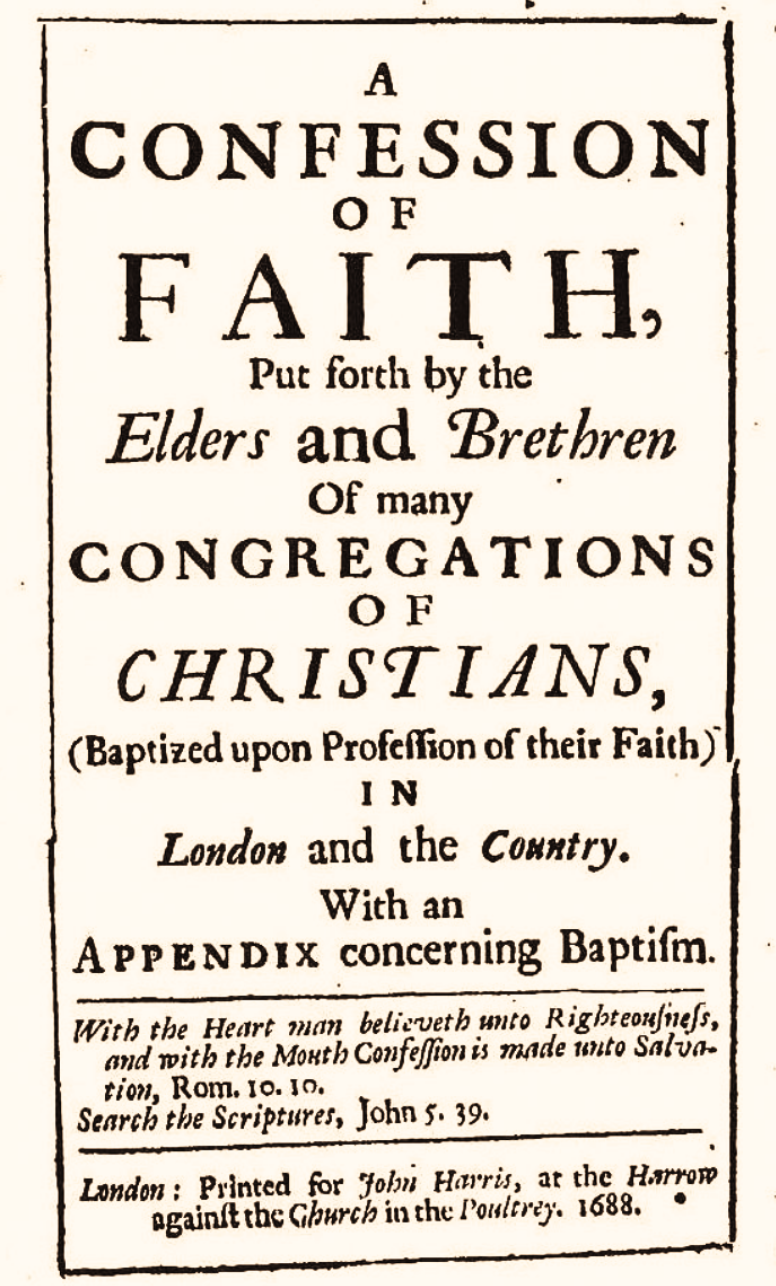 A
CONFESSION
OF
FAITH,
Put forth by the
Elders and Brethren
Of many
CONGREGATIONS
OF
CHRISTIANS,
(Baptized upon Profeſſion of their Faith)
IN
London and the Country.
With an
APPENDIX concerning Baptiſm.
With the Heart man believeth unto Righteouſneſs,
and with the Mouth Confeſſion is made unto Salva-
tion, Rom. 10. 10.
Search the Scriptures, John 5. 39.
London: Printed for John Harris, at the Harrow
againſt the Church in the Poultrey. 1688.